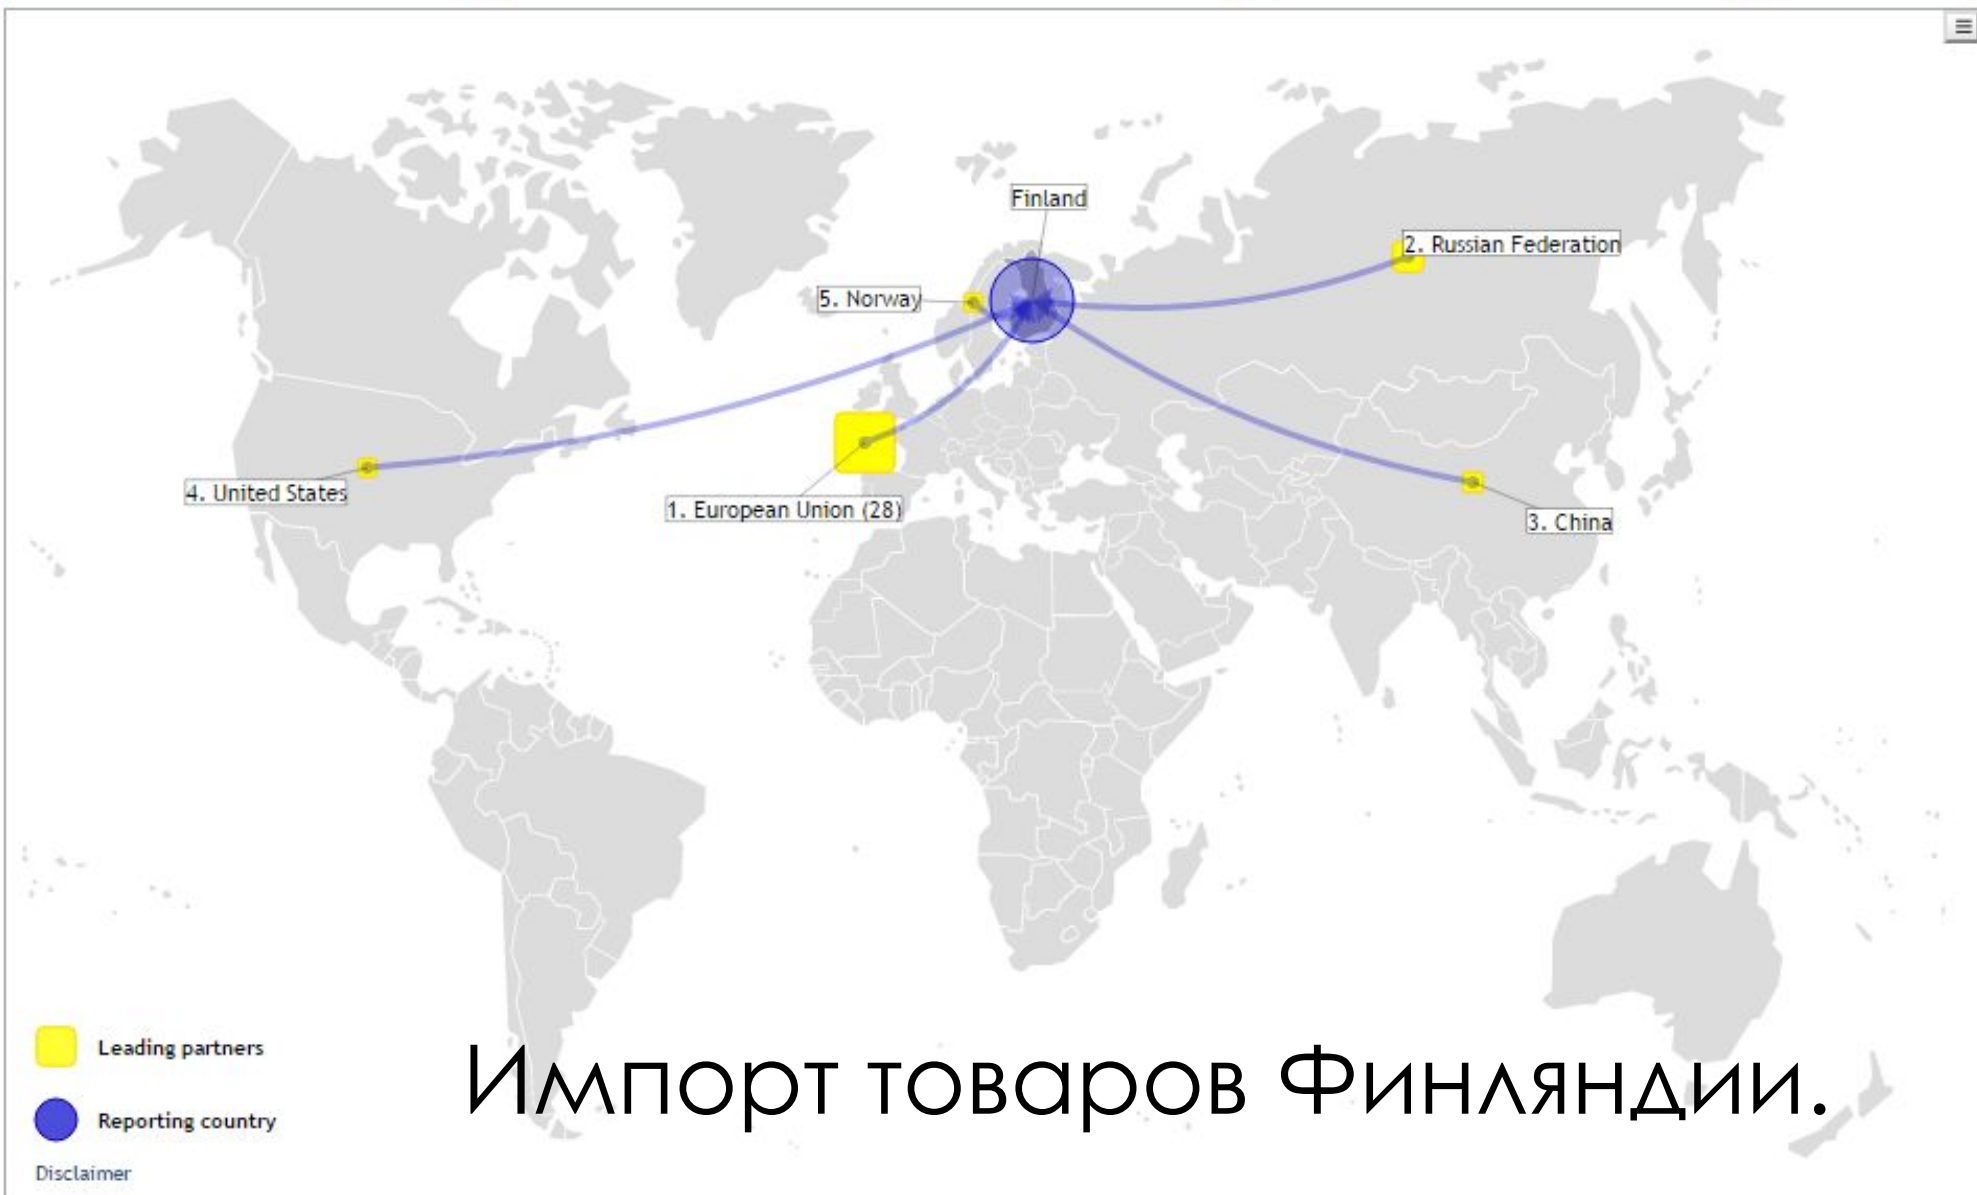 Finland
2. Russian Federation
5. Norway
4. United States
1. European Union (28)
3. China
Leading partners
Reporting country
Disclaimer
Импорт товаров Финляндии.